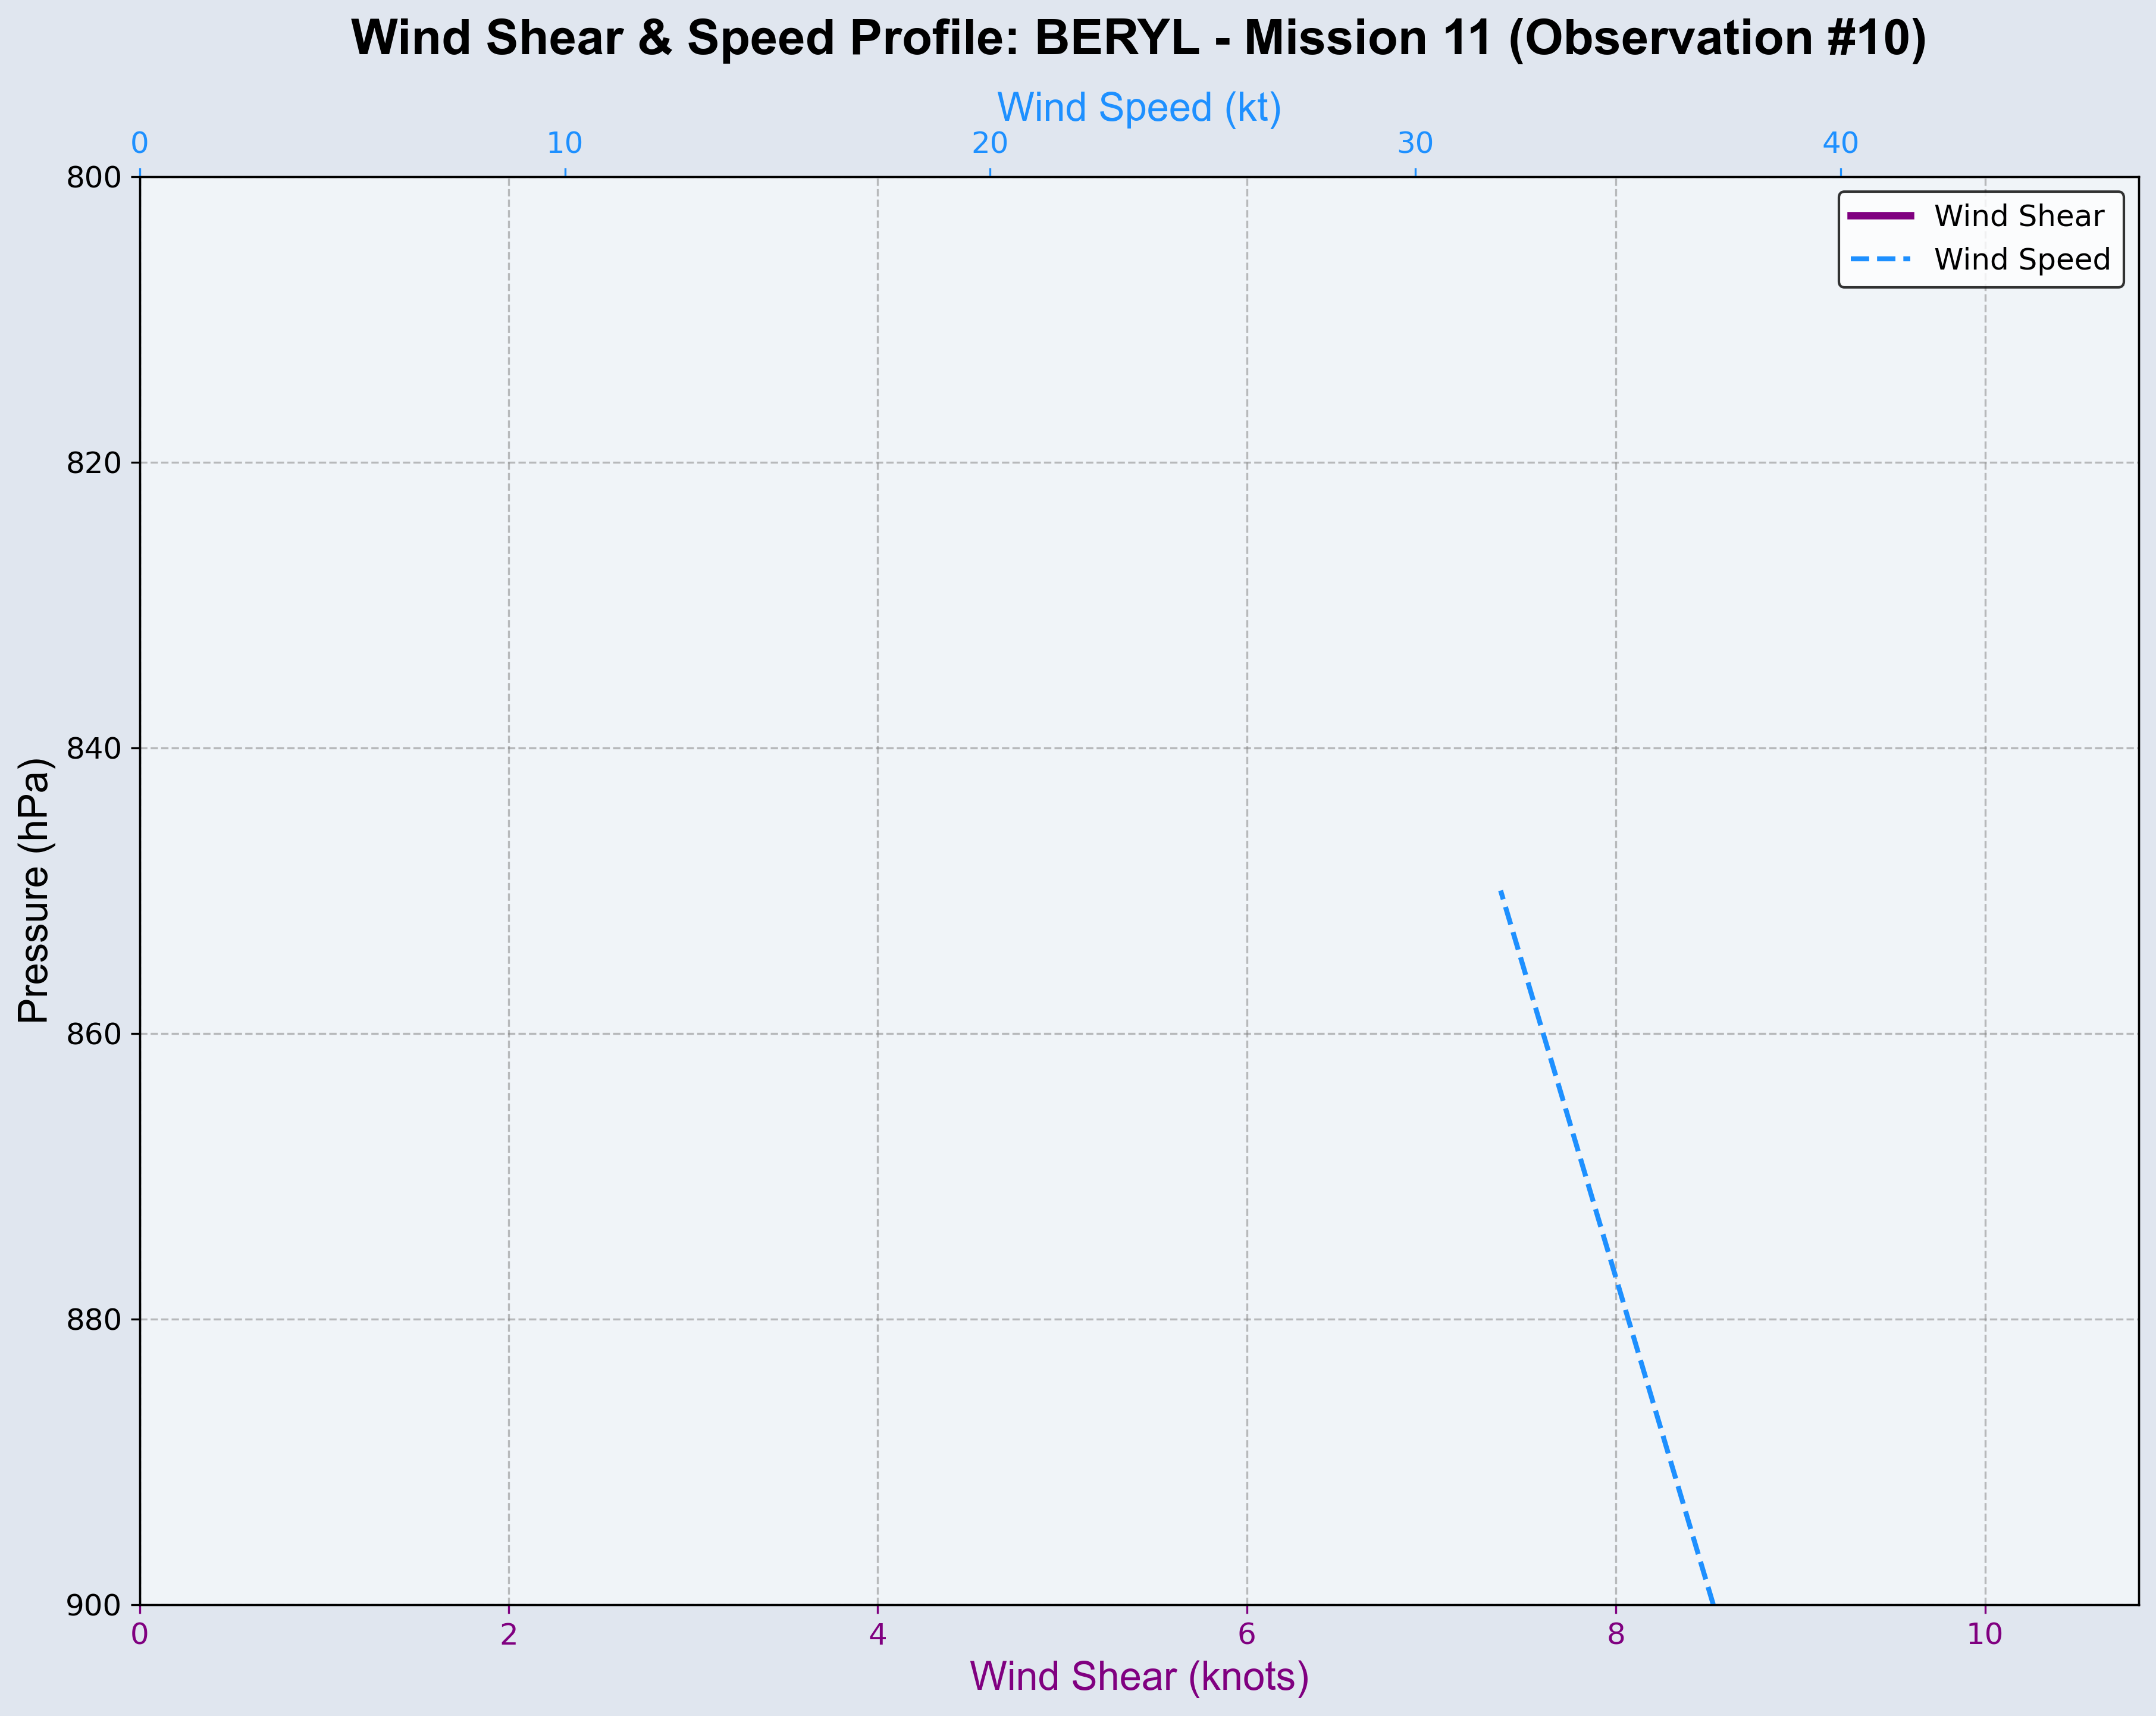 Wind Shear & Speed Profile: BERYL - Mission 11 (Observation #10)
Wind Speed (kt)
0 10 20 30 40
Wind Shear
Wind Speed
Pressure (hPa)
800
820
840
860
880
900
0 2 4 6 8 10
Wind Shear (knots)